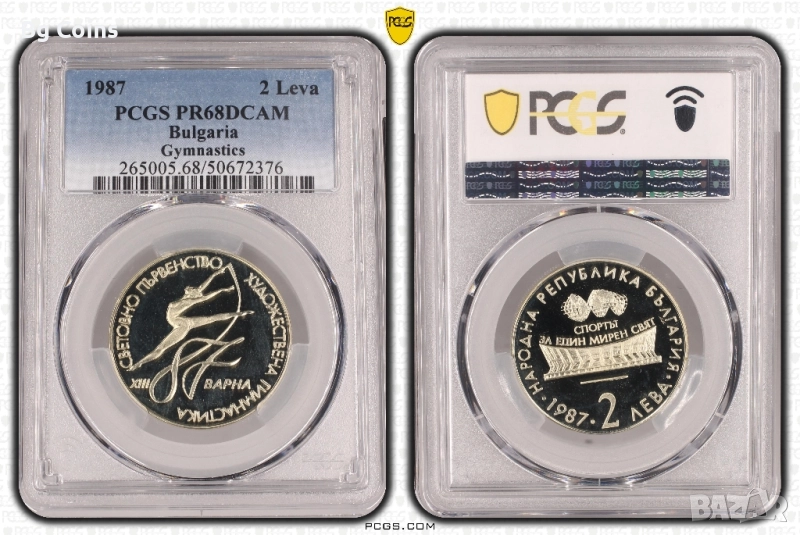 Bg Coins
PCGS
1987 2 Leva
PCGS PR68DCAM
Bulgaria
Gymnastics
265005.68/50672376
PCGS
СВЕТОВНО ПЪРВЕНСТВО
ХУДОЖЕСТВЕНА ГИМНАСТИКА
XIII
ВАРНА
НАРОДНА РЕПУБЛИКА БЪЛГАРИЯ
СПОРТЪТ
ЗА ЕДИН МИРЕН СВЯТ
·1987· 2 ЛЕВА·
PCGS.COM
BAZAR